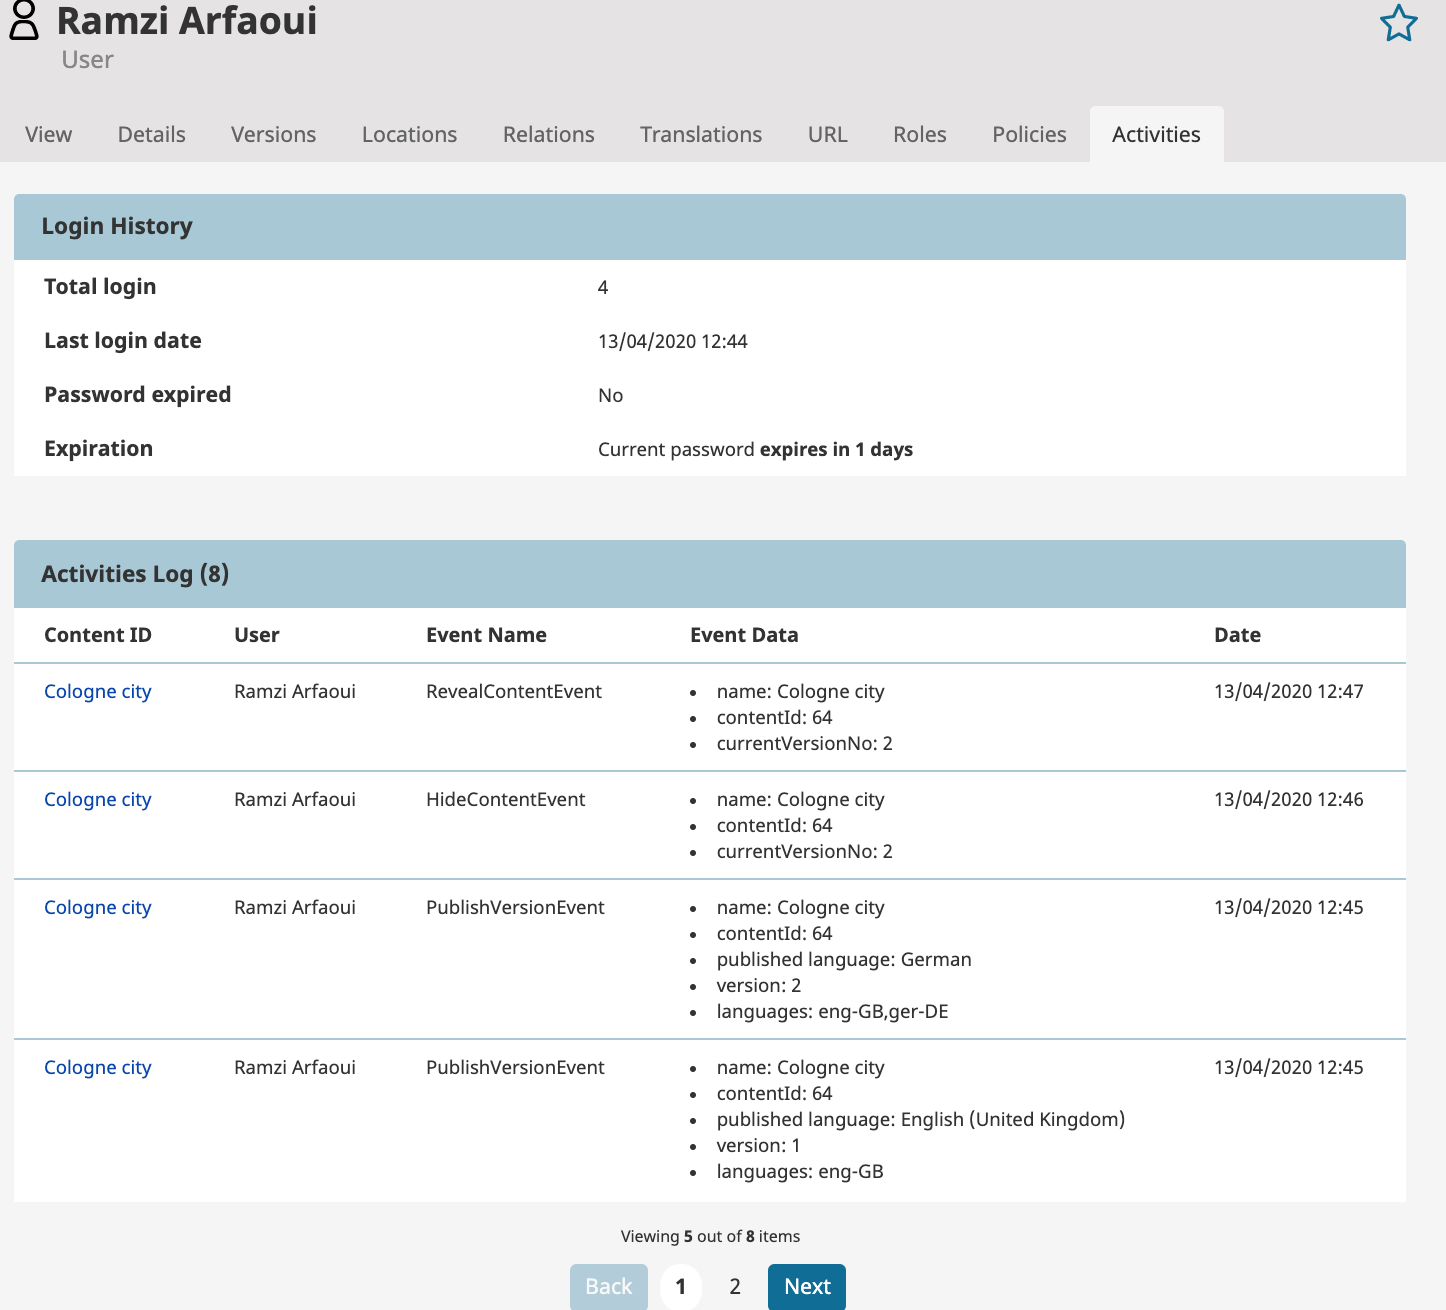 Ramzi Arfaoui
User
View Details Versions Locations Relations Translations URL Roles Policies Activities
Login History
Total login 4
Last login date 13/04/2020 12:44
Password expired No
Expiration Current password expires in 1 days
Activities Log (8)
Content ID User Event Name Event Data Date
Cologne city Ramzi Arfaoui RevealContentEvent • name: Cologne city 13/04/2020 12:47
• contentId: 64
• currentVersionNo: 2
Cologne city Ramzi Arfaoui HideContentEvent • name: Cologne city 13/04/2020 12:46
• contentId: 64
• currentVersionNo: 2
Cologne city Ramzi Arfaoui PublishVersionEvent • name: Cologne city 13/04/2020 12:45
• contentId: 64
• published language: German
• version: 2
• languages: eng-GB,ger-DE
Cologne city Ramzi Arfaoui PublishVersionEvent • name: Cologne city 13/04/2020 12:45
• contentId: 64
• published language: English (United Kingdom)
• version: 1
• languages: eng-GB
Viewing 5 out of 8 items
Back 1 2 Next